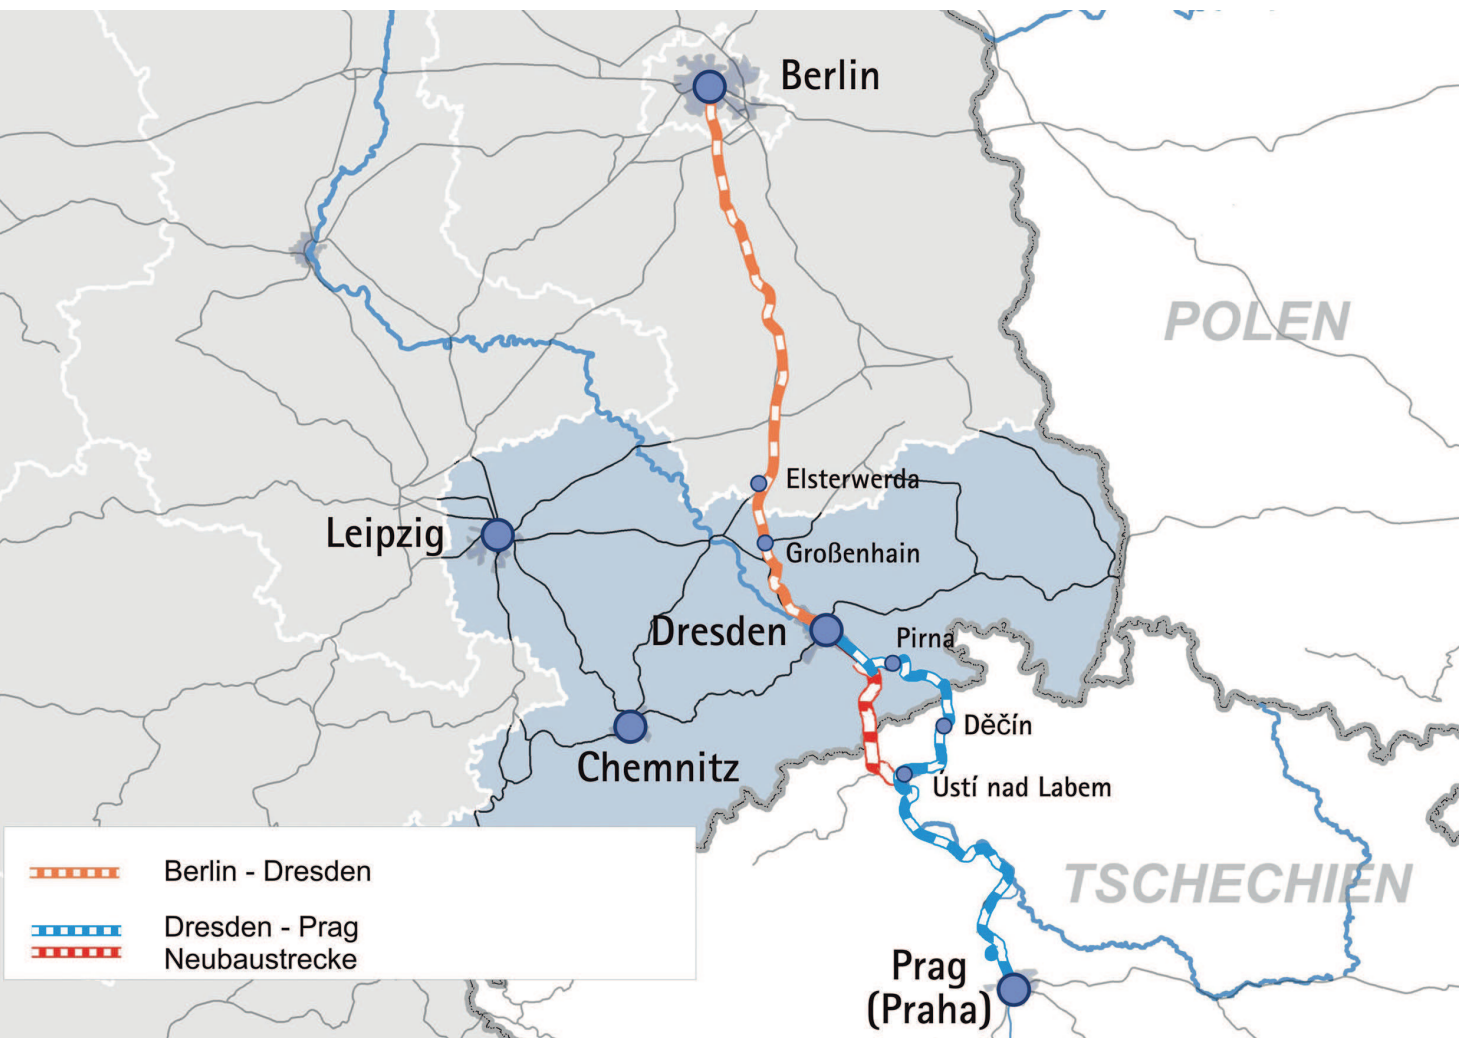 Berlin
POLEN
Elsterwerda
Leipzig
Großenhain
Dresden
Pirna
Děčín
Chemnitz
Ústí nad Labem
Berlin - Dresden
TSCHECHIEN
Dresden - Prag
Neubaustrecke
Prag
(Praha)